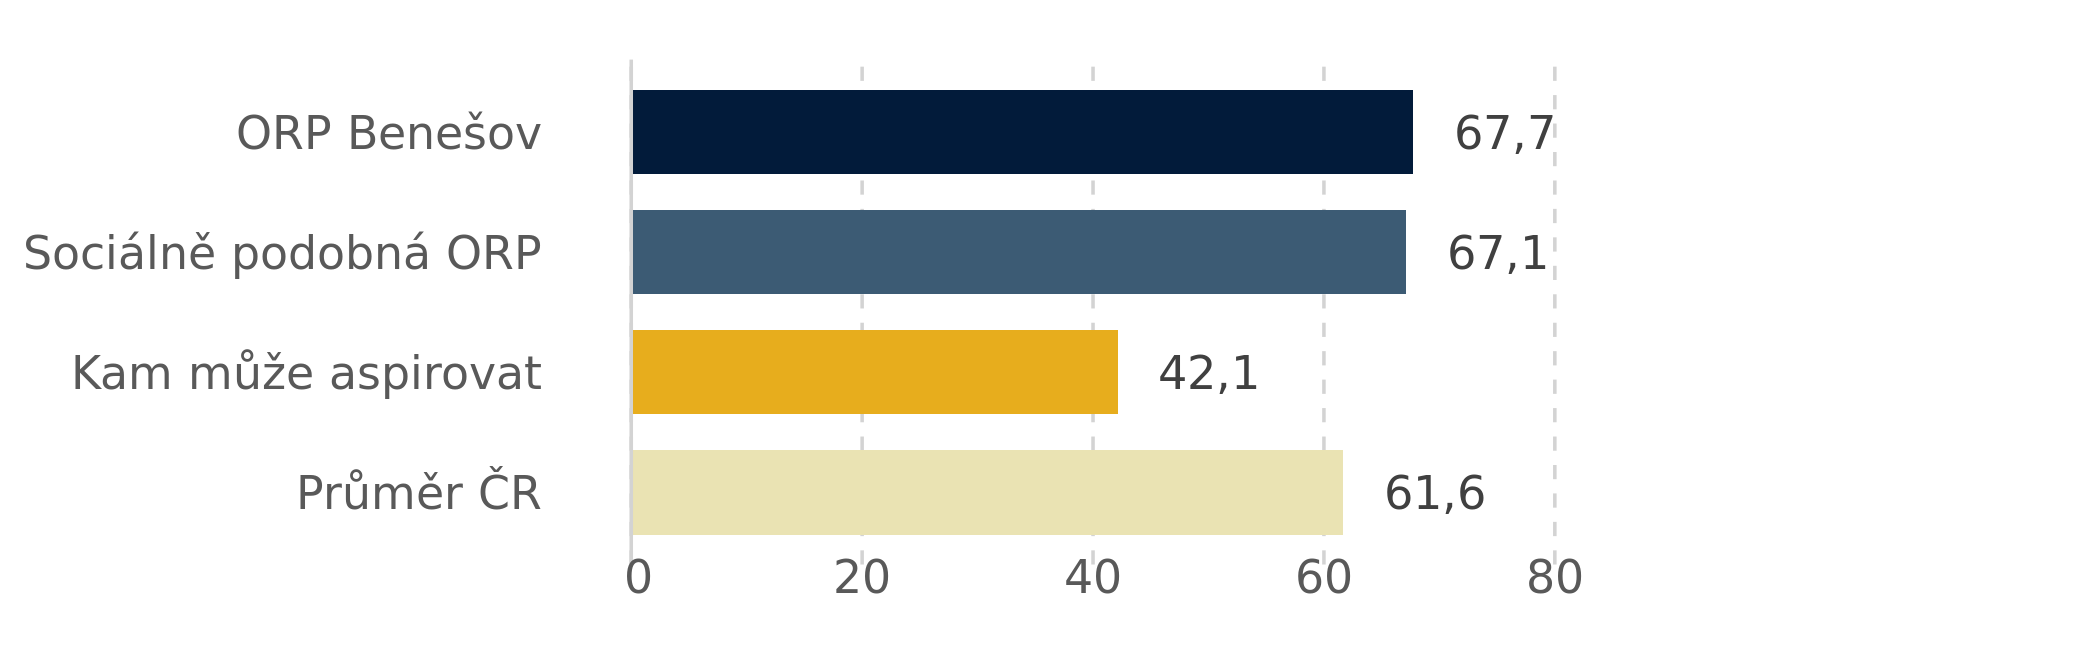 ORP Benešov 67,7
Sociálně podobná ORP 67,1
Kam může aspirovat 42,1
Průměr ČR 61,6
0 20 40 60 80